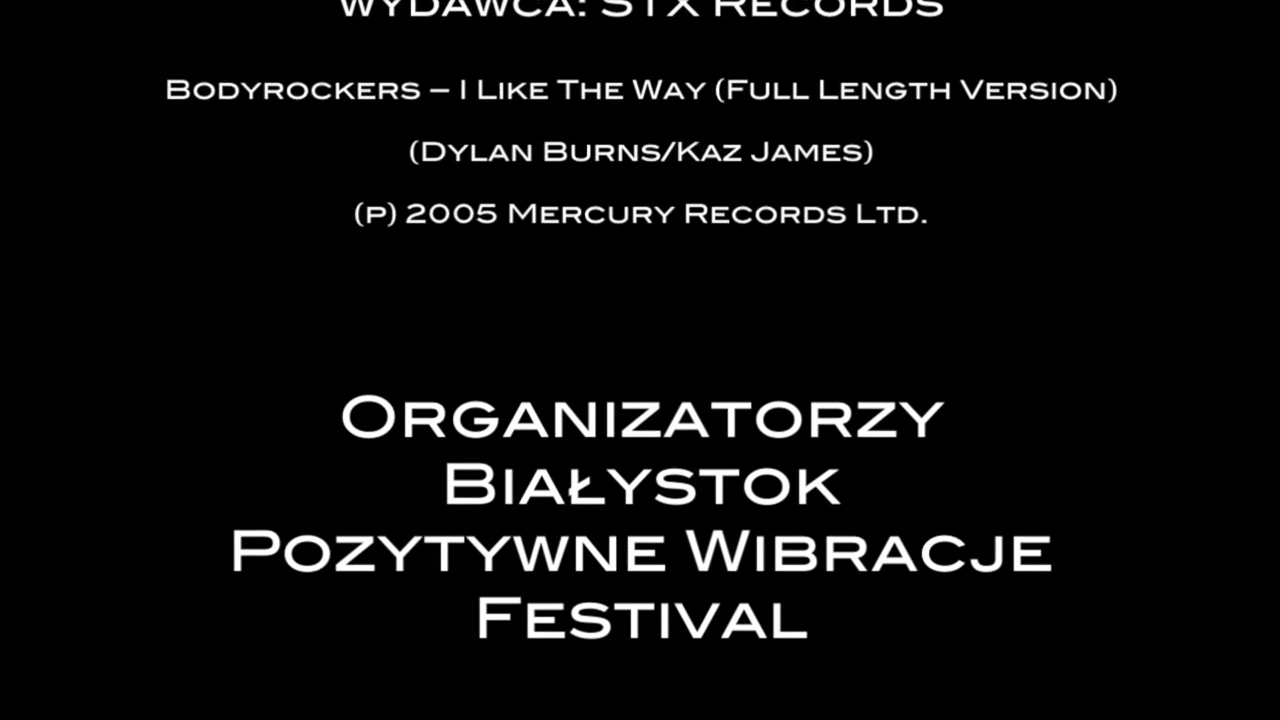 WYDAWCA: STX RECORDS
BODYROCKERS – I LIKE THE WAY (FULL LENGTH VERSION)
(DYLAN BURNS/KAZ JAMES)
(P) 2005 MERCURY RECORDS LTD.
ORGANIZATORZY
BIAŁYSTOK
POZYTYWNE WIBRACJE
FESTIVAL